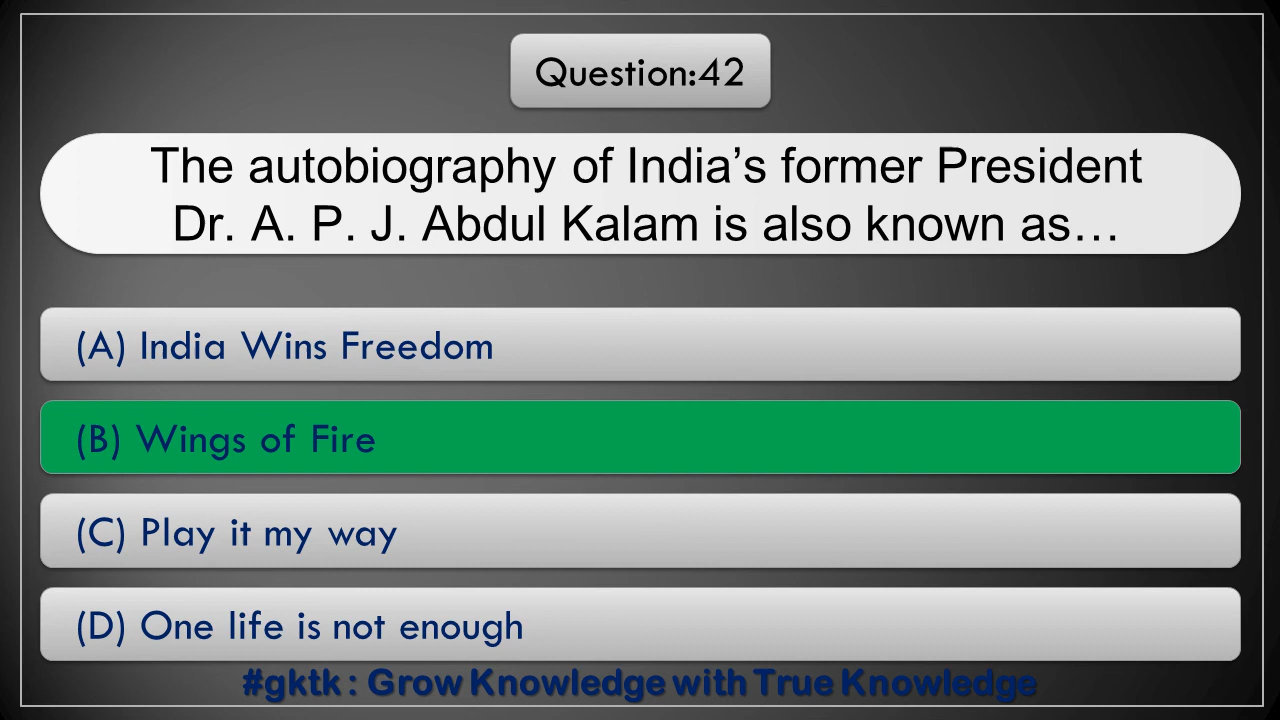 Question:42
The autobiography of India’s former President
Dr. A. P. J. Abdul Kalam is also known as…
(A) India Wins Freedom
(B) Wings of Fire
(C) Play it my way
(D) One life is not enough
#gktk : Grow Knowledge with True Knowledge